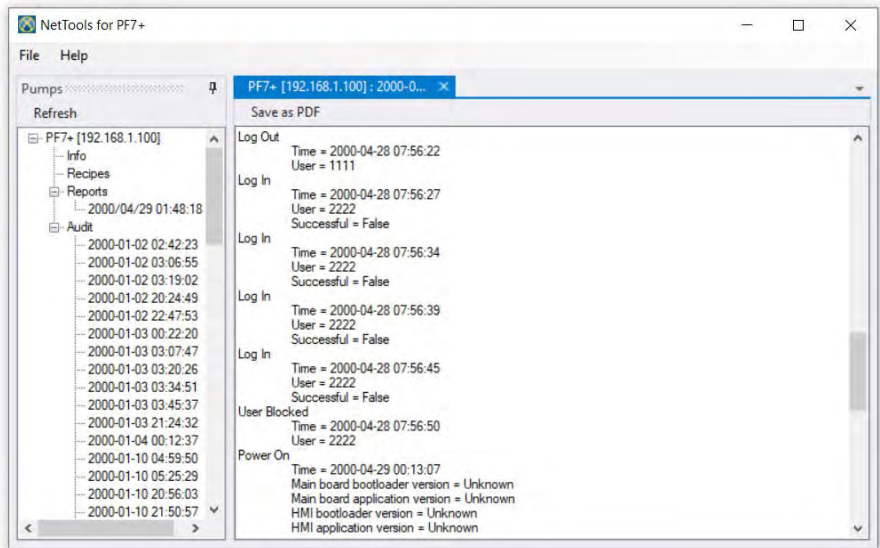 NetTools for PF7+
File Help
Pumps
Refresh
PF7+ [192.168.1.100]
Info
Recipes
Reports
2000/04/29 01:48:18
Audit
2000-01-02 02:42:23
2000-01-02 03:06:55
2000-01-02 03:19:02
2000-01-02 20:24:49
2000-01-02 22:47:53
2000-01-03 00:22:20
2000-01-03 03:07:47
2000-01-03 03:20:26
2000-01-03 03:34:51
2000-01-03 03:45:37
2000-01-03 21:24:32
2000-01-04 00:12:37
2000-01-10 04:59:50
2000-01-10 05:25:29
2000-01-10 20:56:03
2000-01-10 21:50:57
PF7+ [192.168.1.100] : 2000-0...
Save as PDF
Log Out
Time = 2000-04-28 07:56:22
User = 1111
Log In
Time = 2000-04-28 07:56:27
User = 2222
Successful = False
Log In
Time = 2000-04-28 07:56:34
User = 2222
Successful = False
Log In
Time = 2000-04-28 07:56:39
User = 2222
Successful = False
Log In
Time = 2000-04-28 07:56:45
User = 2222
Successful = False
User Blocked
Time = 2000-04-28 07:56:50
User = 2222
Power On
Time = 2000-04-29 00:13:07
Main board bootloader version = Unknown
Main board application version = Unknown
HMI bootloader version = Unknown
HMI application version = Unknown